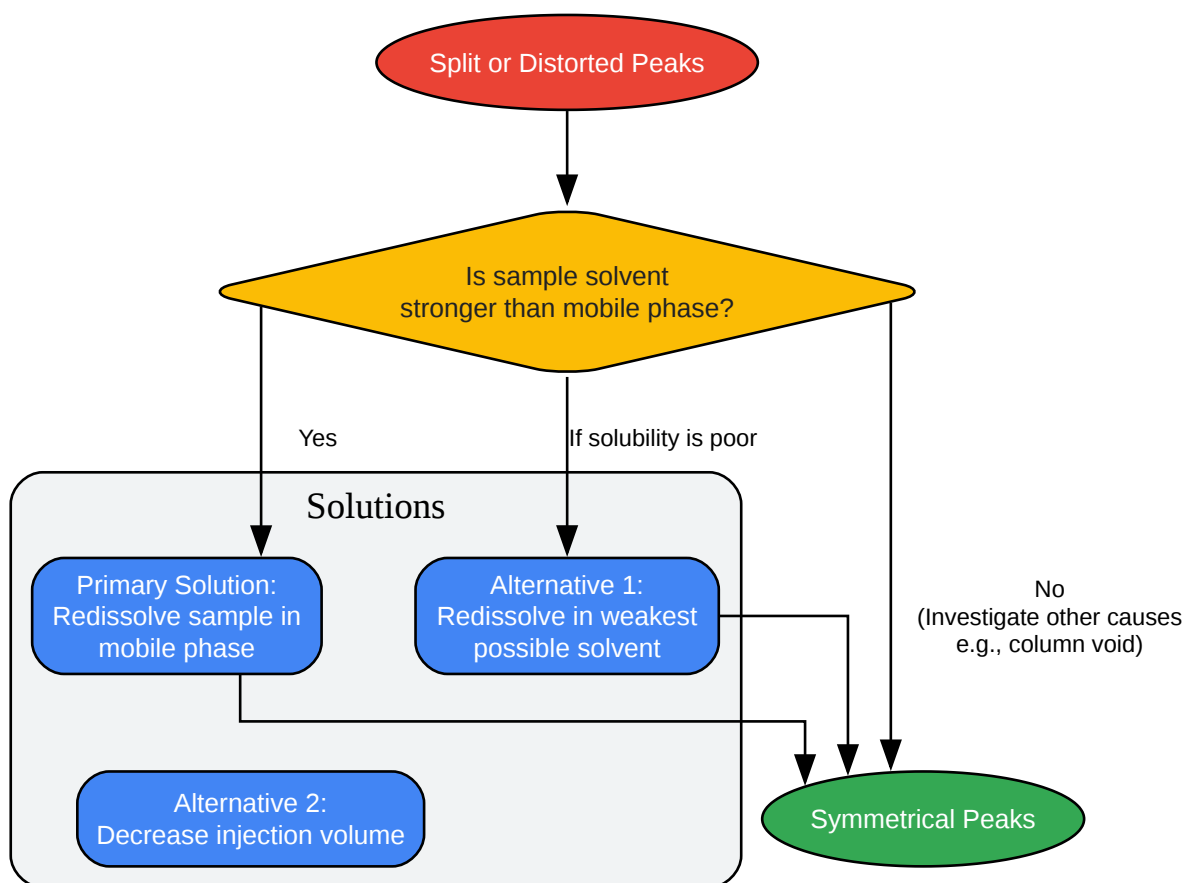 Split or Distorted Peaks
Is sample solvent
stronger than mobile phase?
Yes
If solubility is poor
Solutions
Primary Solution:
Redissolve sample in
mobile phase
Alternative 1:
Redissolve in weakest
possible solvent
No
(Investigate other causes
e.g., column void)
Alternative 2:
Decrease injection volume
Symmetrical Peaks